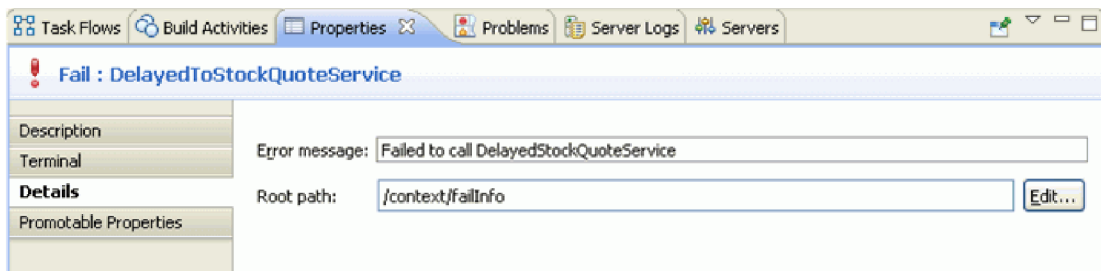 Task Flows Build Activities Properties Problems Server Logs Servers
Fail : DelayedToStockQuoteService
Description
Terminal
Details
Promotable Properties
Error message: Failed to call DelayedStockQuoteService
Root path: /context/failInfo Edit...